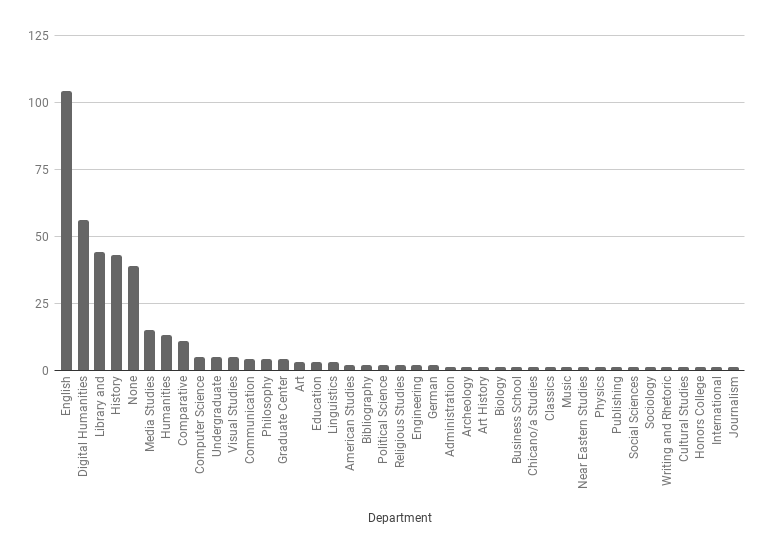 125
100
75
50
25
0
English
Digital Humanities
Library and
History
None
Media Studies
Humanities
Comparative
Computer Science
Undergraduate
Visual Studies
Communication
Philosophy
Graduate Center
Art
Education
Linguistics
American Studies
Bibliography
Political Science
Religious Studies
Engineering
German
Administration
Archeology
Art History
Biology
Business School
Chicano/a Studies
Classics
Music
Near Eastern Studies
Physics
Publishing
Social Sciences
Sociology
Writing and Rhetoric
Cultural Studies
Honors College
International
Journalism
Department